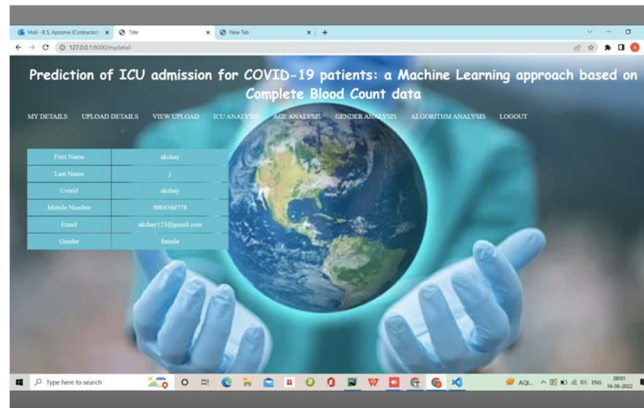 Mail - B S, Apoorva (Contractor)
Title
New Tab
127.0.0.1:8000/mydetail
Prediction of ICU admission for COVID-19 patients: a Machine Learning approach based on
Complete Blood Count data
MY DETAILS UPLOAD DETAILS VIEW UPLOAD ICU ANALYSIS AGE ANALYSIS GENDER ANALYSIS ALGORITHM ANALYSIS LOGOUT
First Name akshay
Last Name j
Userid akshay
Mobile Number 9004566778
Email akshay123@gmail.com
Gender female
Type here to search
AQI... ENG 00:01
16-06-2022